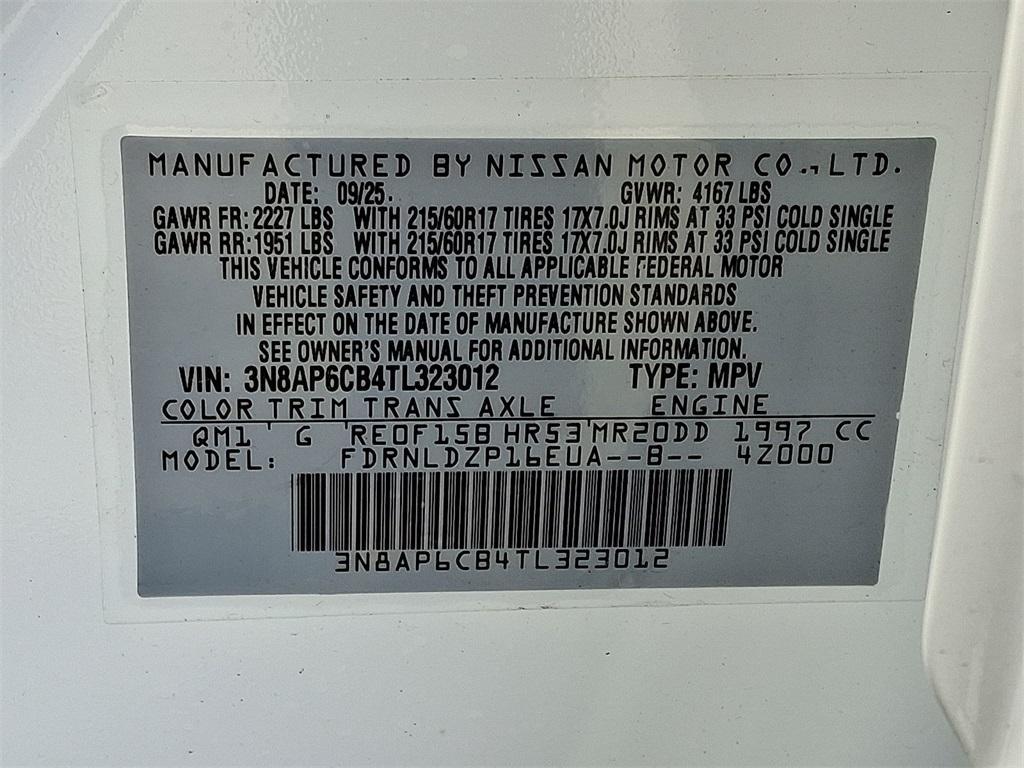 MANUFACTURED BY NISSAN MOTOR CO., LTD.
DATE: 09/25. GVWR: 4167 LBS
GAWR FR: 2227 LBS WITH 215/60R17 TIRES 17X7.0J RIMS AT 33 PSI COLD SINGLE
GAWR RR: 1951 LBS WITH 215/60R17 TIRES 17X7.0J RIMS AT 33 PSI COLD SINGLE
THIS VEHICLE CONFORMS TO ALL APPLICABLE FEDERAL MOTOR
VEHICLE SAFETY AND THEFT PREVENTION STANDARDS
IN EFFECT ON THE DATE OF MANUFACTURE SHOWN ABOVE.
SEE OWNER'S MANUAL FOR ADDITIONAL INFORMATION.
VIN: 3N8AP6CB4TL323012 TYPE: MPV
COLOR TRIM TRANS AXLE ENGINE
QM1 ' G 'RE0F15B HR53'MR20DD 1997 CC
MODEL: FDRNLDZP16EUA--B-- 4Z000
3N8AP6CB4TL323012